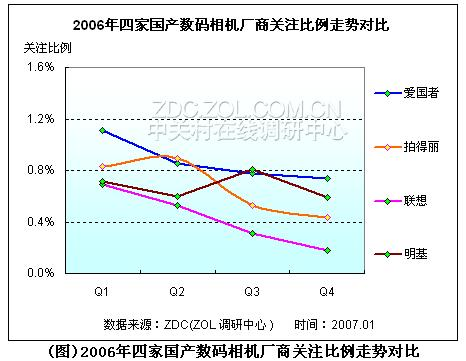 2006年四家国产数码相机厂商关注比例走势对比
关注比例
1.6%
1.2%
0.8%
0.4%
0.0%
ZDC.ZOL.COM.CN
中关村在线调研中心
爱国者
拍得丽
联想
明基
Q1 Q2 Q3 Q4
数据来源：ZDC(ZOL调研中心) 时间：2007.01
(图)2006年四家国产数码相机厂商关注比例走势对比